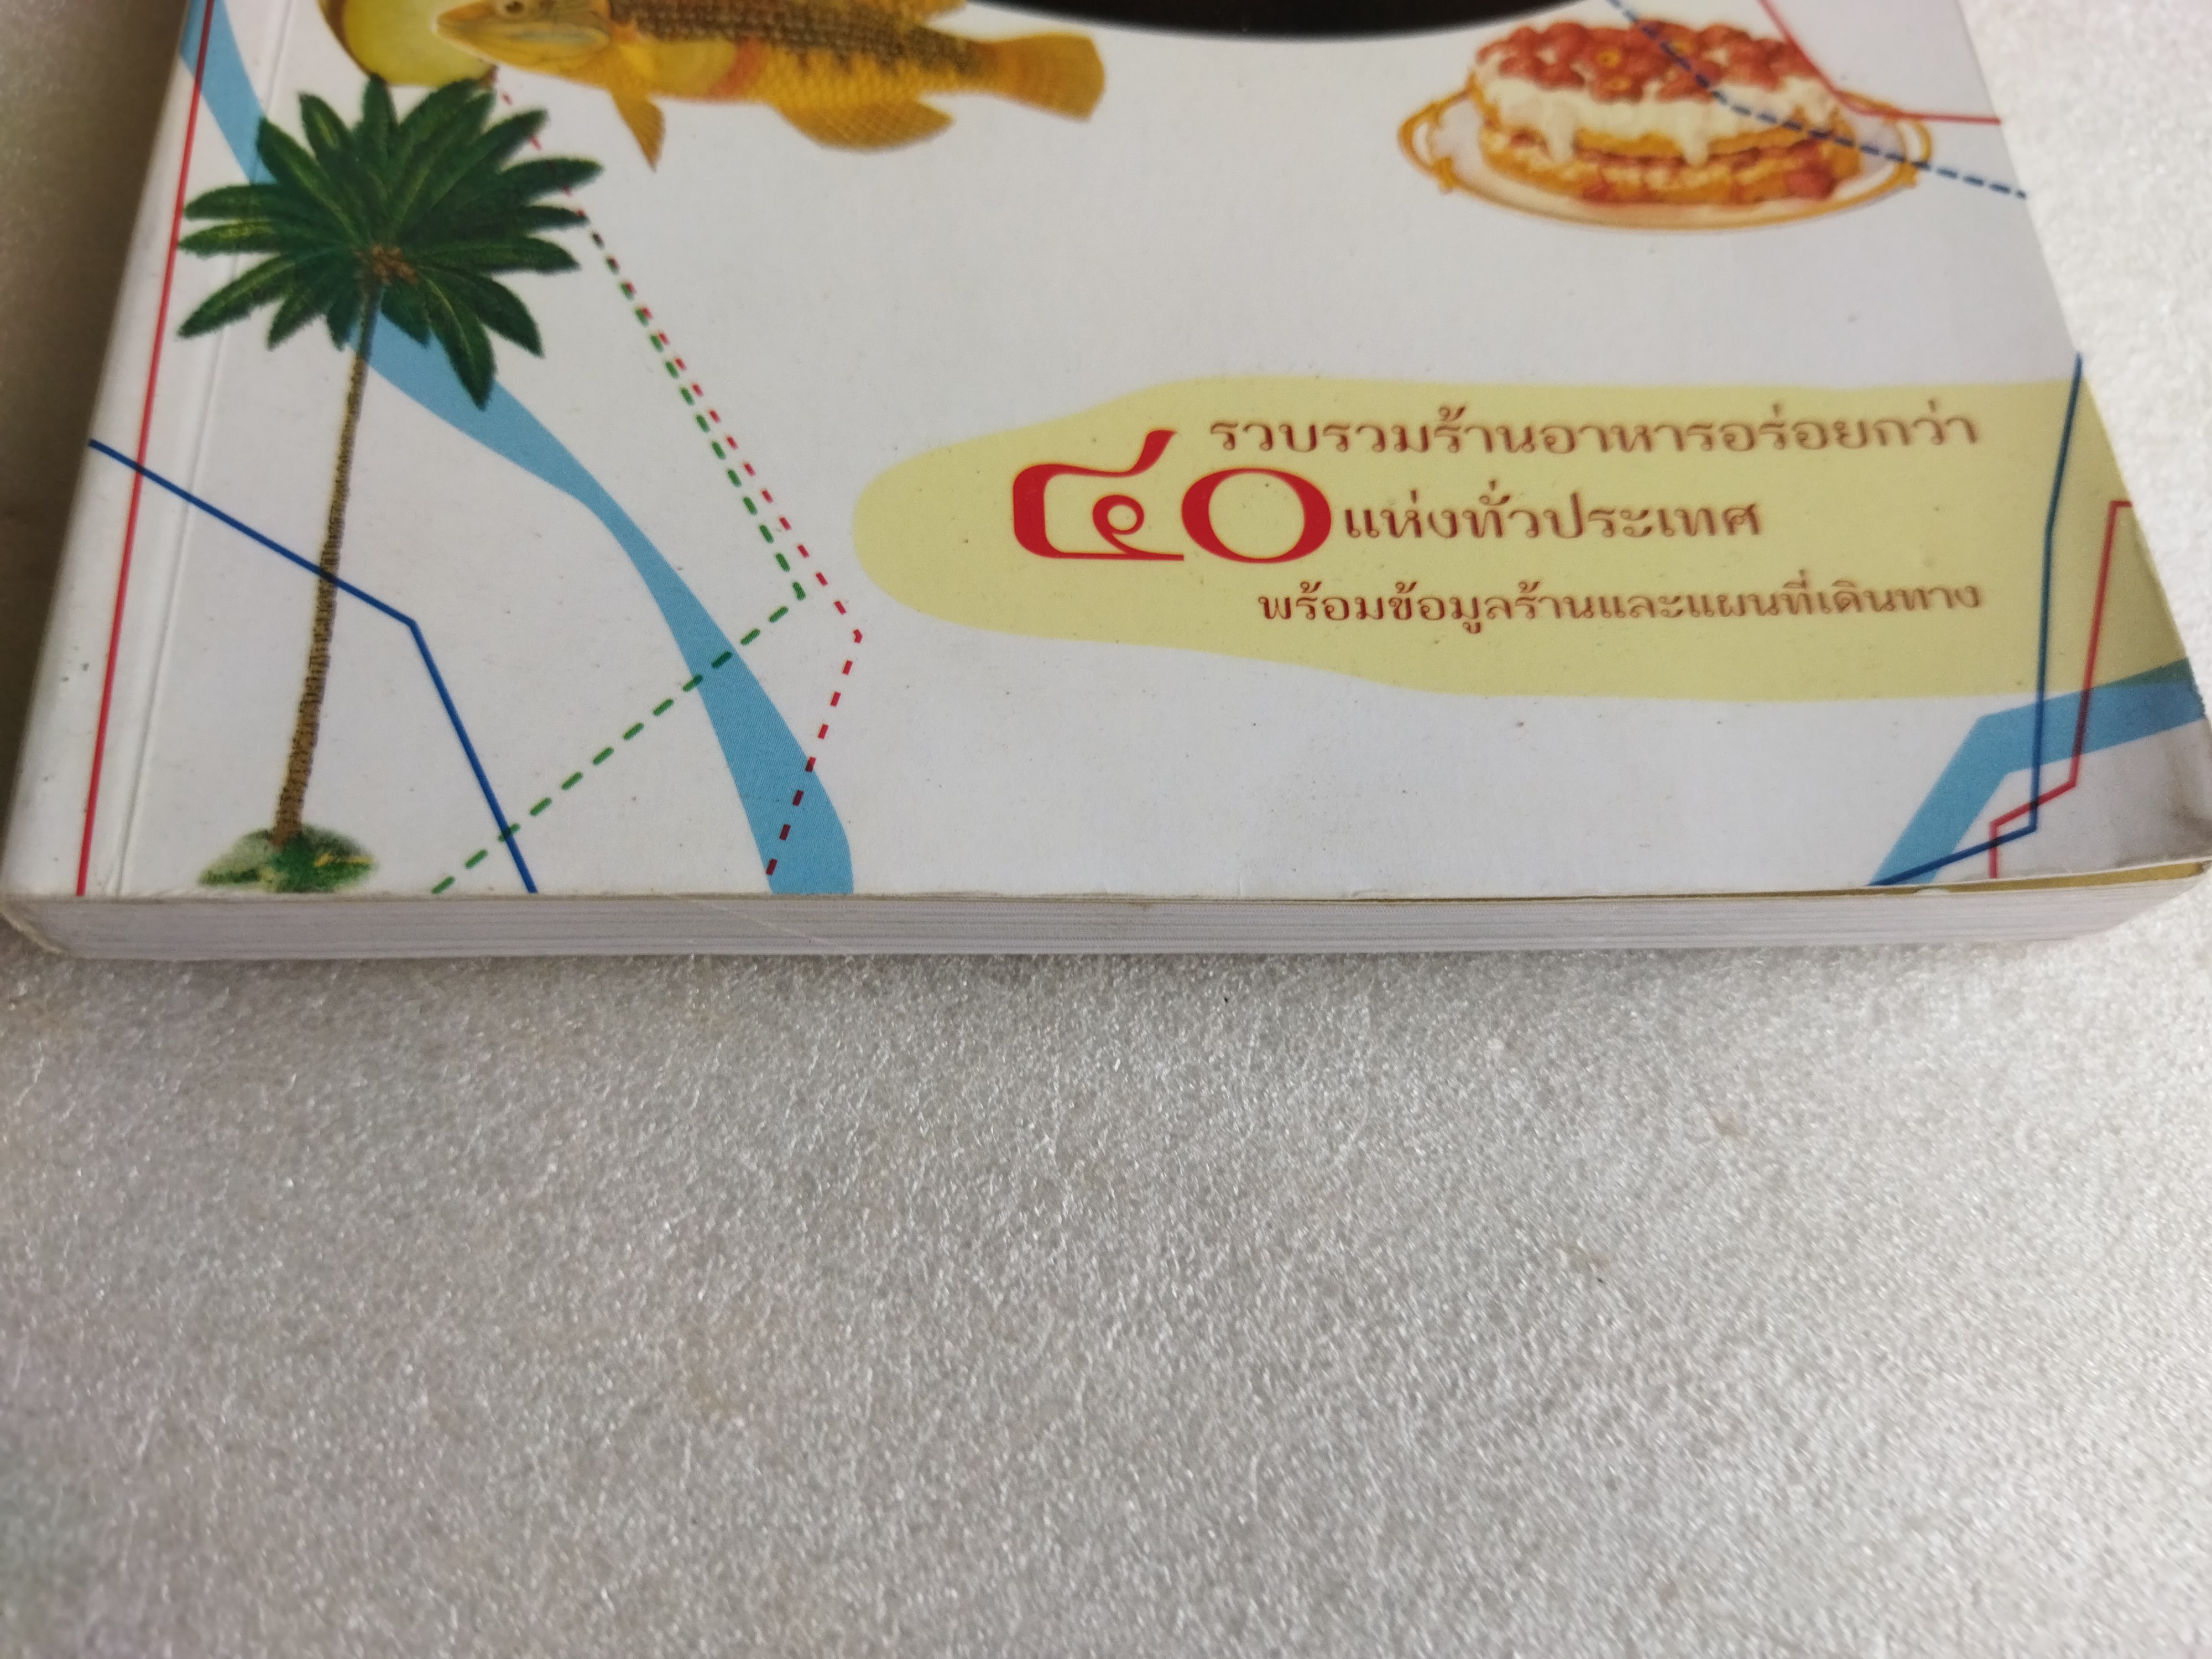 รวบรวมร้านอาหารอร่อยกว่า
๔๐ แห่งทั่วประเทศ
พร้อมข้อมูลร้านและแผนที่เดินทาง